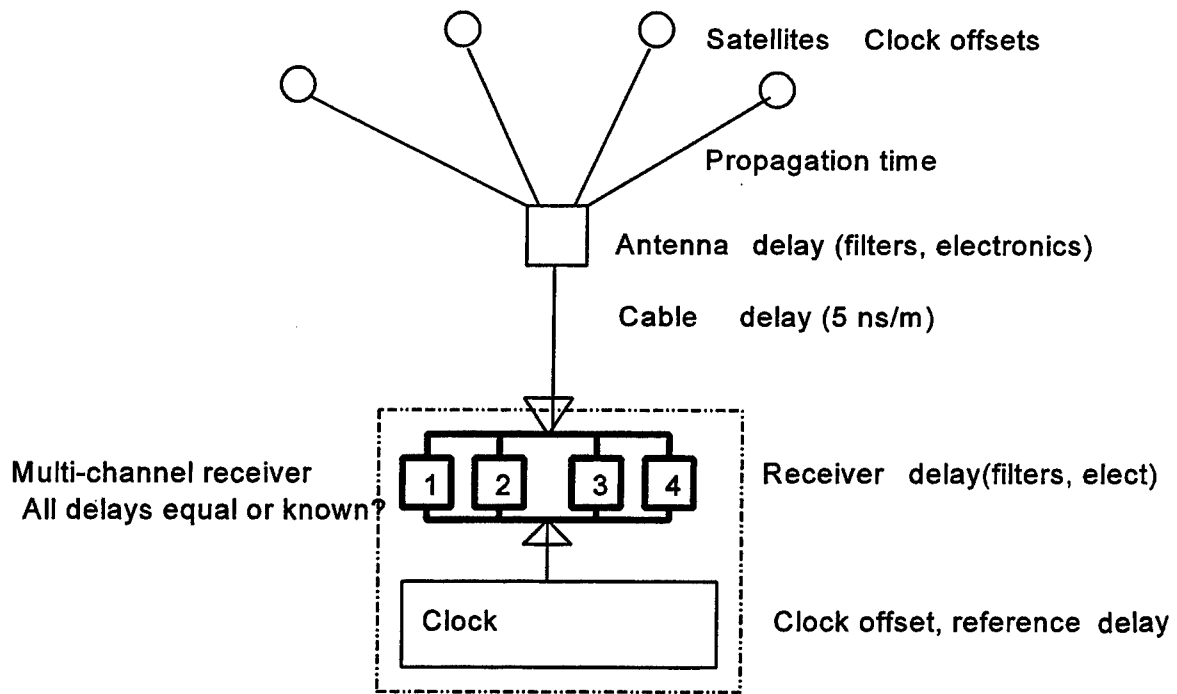 Satellites Clock offsets
Propagation time
Antenna delay (filters, electronics)
Cable delay (5 ns/m)
Multi-channel receiver
All delays equal or known?
1 2 3 4
Receiver delay(filters, elect)
Clock
Clock offset, reference delay